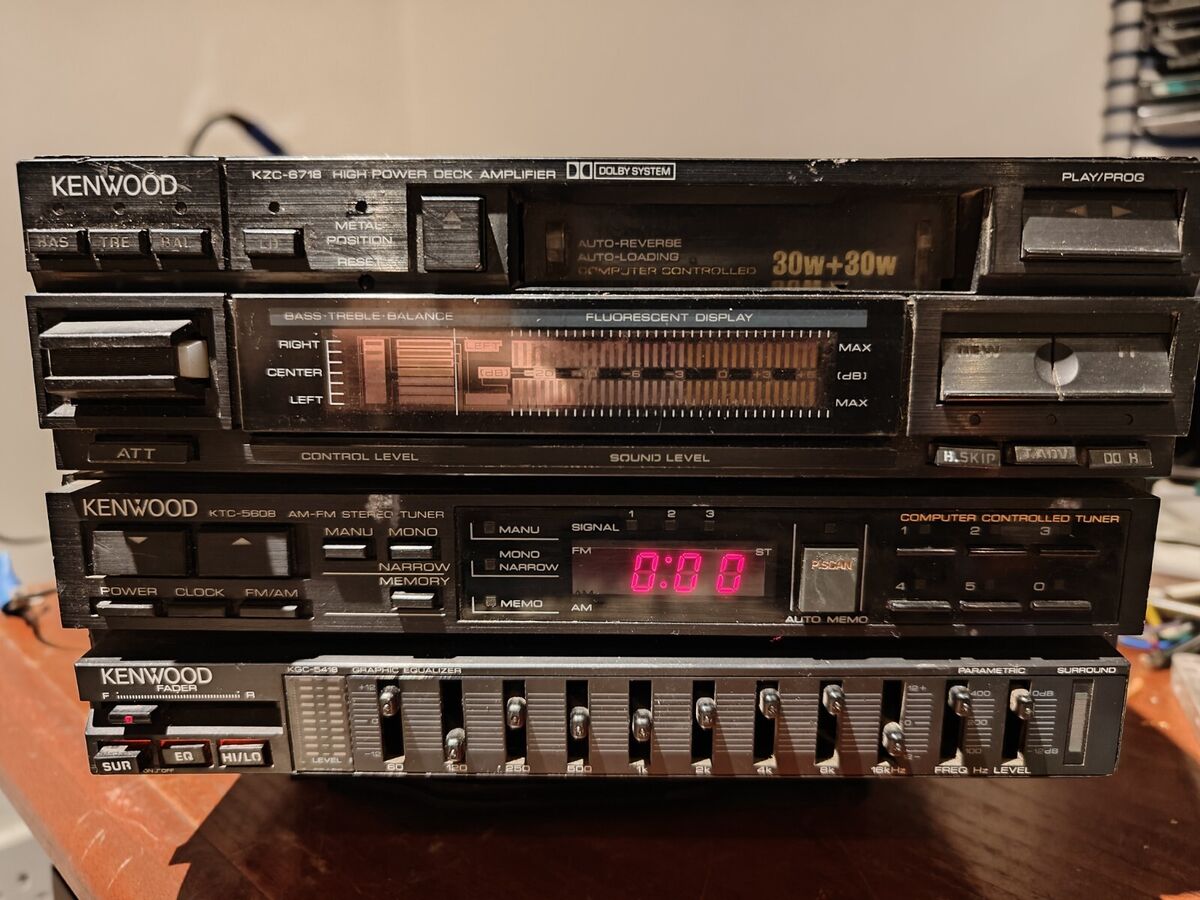 KENWOOD
KZC-6718 HIGH POWER DECK AMPLIFIER DOLBY SYSTEM
PLAY/PROG
BAS TRE BAL
METAL
POSITION
RESET
AUTO-REVERSE
AUTO-LOADING
COMPUTER CONTROLLED
30w+30w
BASS·TREBLE·BALANCE FLUORESCENT DISPLAY
RIGHT
CENTER
LEFT
LEFT
(dB) -20 -10 -6 -3 0 +3 +6
MAX
(dB)
MAX
REW
ATT
CONTROL LEVEL
SOUND LEVEL
B.SKIP T.ADV DD B
KENWOOD KTC-5608 AM-FM STEREO TUNER
MANU MONO
NARROW
MEMORY
POWER CLOCK FM/AM
MANU
MONO
NARROW
MEMO
SIGNAL 1 2 3
FM 0:00 ST
AM
P.SCAN
AUTO MEMO
COMPUTER CONTROLLED TUNER
1 2 3
4 5 0
KENWOOD
FADER
F R
SUR EQ HI/LO
ON / OFF
KGC-5418 GRAPHIC EQUALIZER
PARAMETRIC
SURROUND
LEVEL
+12
0
-12
60 120 250 500 1k 2k 4k 8k 16kHz
12+
0
400
200
100
FREQ Hz LEVEL